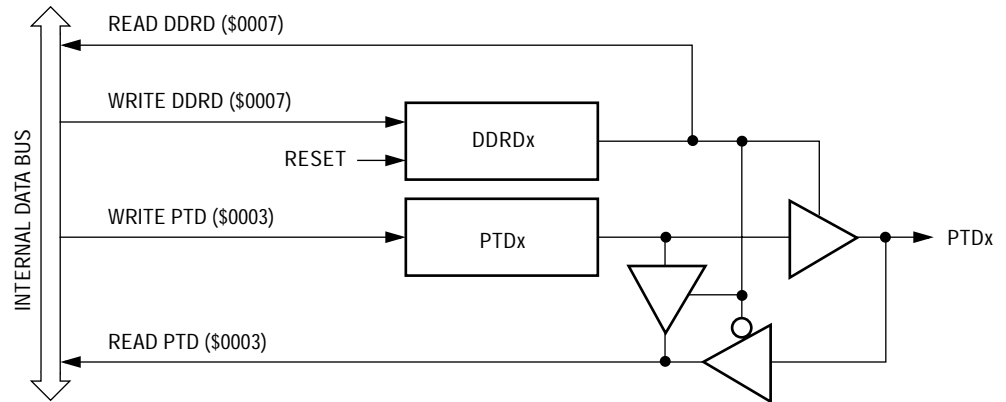 READ DDRD ($0007)
WRITE DDRD ($0007)
DDRDx
RESET
INTERNAL DATA BUS
WRITE PTD ($0003)
PTDx
PTDx
READ PTD ($0003)